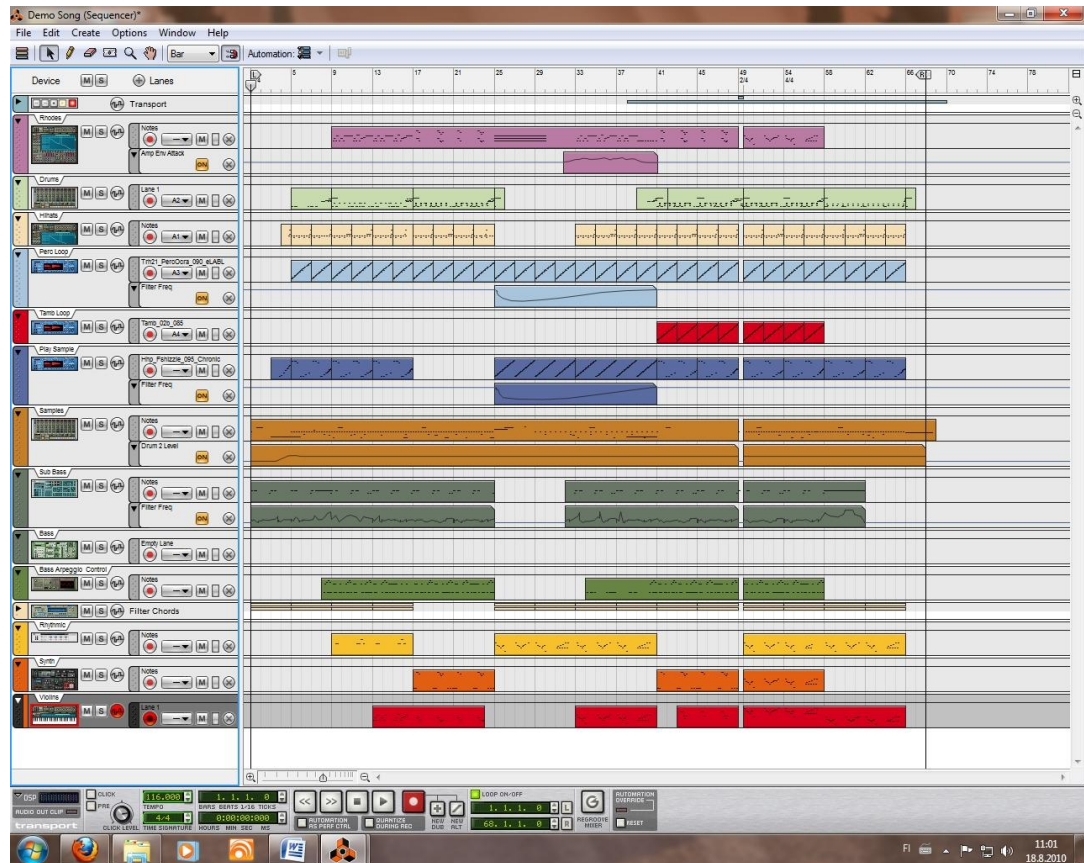 Demo Song (Sequencer)*
File Edit Create Options Window Help
Bar Automation:
Device M S Lanes
5 9 13 17 21 25 29 33 37 41 45 49 54 58 62 66 R 70 74 78
L 2/4 4/4
Transport
Rhodes
M S Notes
M
Amp Env Attack
ON
Drums
M S Lane 1
A2 M
Hihats
M S Notes
A1 M
Perc Loop
M S
A3 M
Filter Freq
ON
Tamb Loop
M S Tamb_02b_085
A4 M
Play Sample
M S
M
Filter Freq
ON
Samples
M S Notes
M
Drum 2 Level
ON
Sub Bass
M S Notes
M
Filter Freq
ON
Bass
M S Empty Lane
M
Bass Arpeggio Control
M S Notes
M
M S Filter Chords
Rhythmic
M S Notes
M
Synth
M S Notes
M
Violins
M S Lane 1
M
DSP
AUDIO OUT CLIP
transport
CLICK
PRE
CLICK LEVEL
116.000
TEMPO
4/4
TIME SIGNATURE
1. 1. 1. 0
BARS BEATS 1/16 TICKS
0:00:00:000
HOURS MIN SEC MS
AUTOMATION AS PERF CTRL
QUANTIZE DURING REC
NEW DUB
NEW ALT
LOOP ON/OFF
1. 1. 1. 0 L
68. 1. 1. 0 R
REGROOVE MIXER
AUTOMATION OVERRIDE
RESET
FI
11:01
18.8.2010